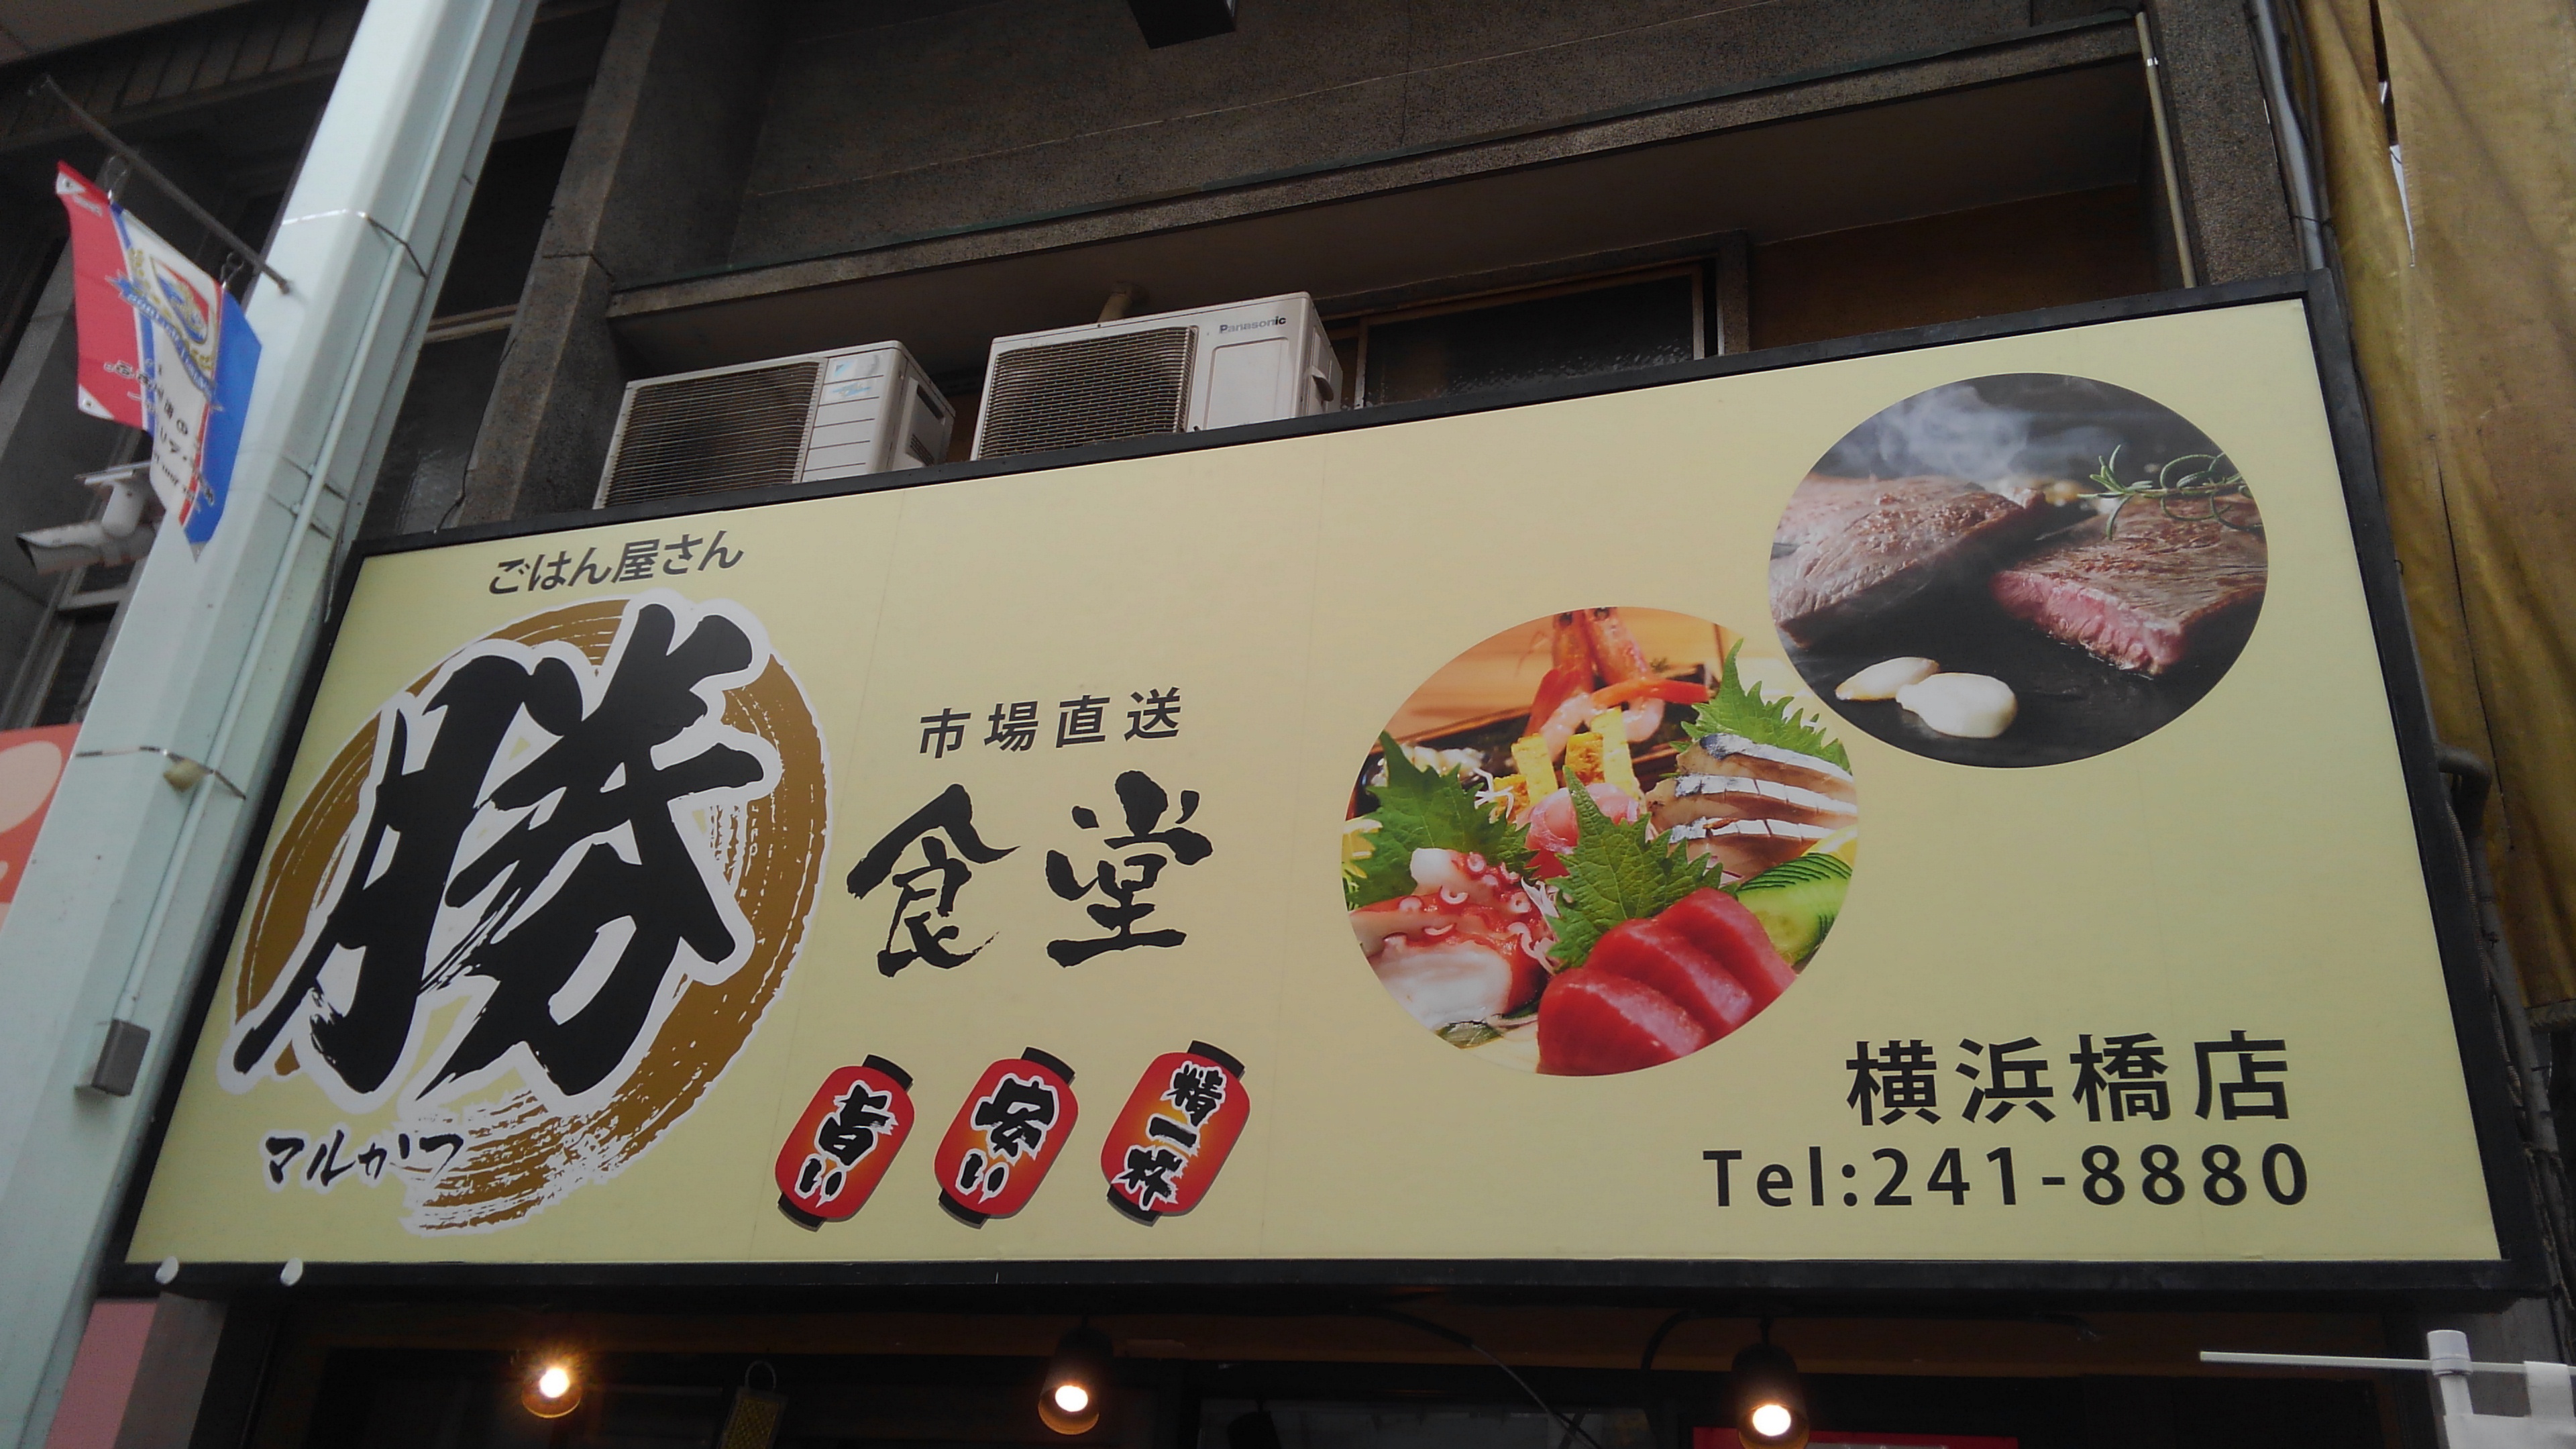 Panasonic
ごはん屋さん
勝
マルかつ
市場直送
食堂
旨い
安い
精一杯
横浜橋店
Tel:241-8880